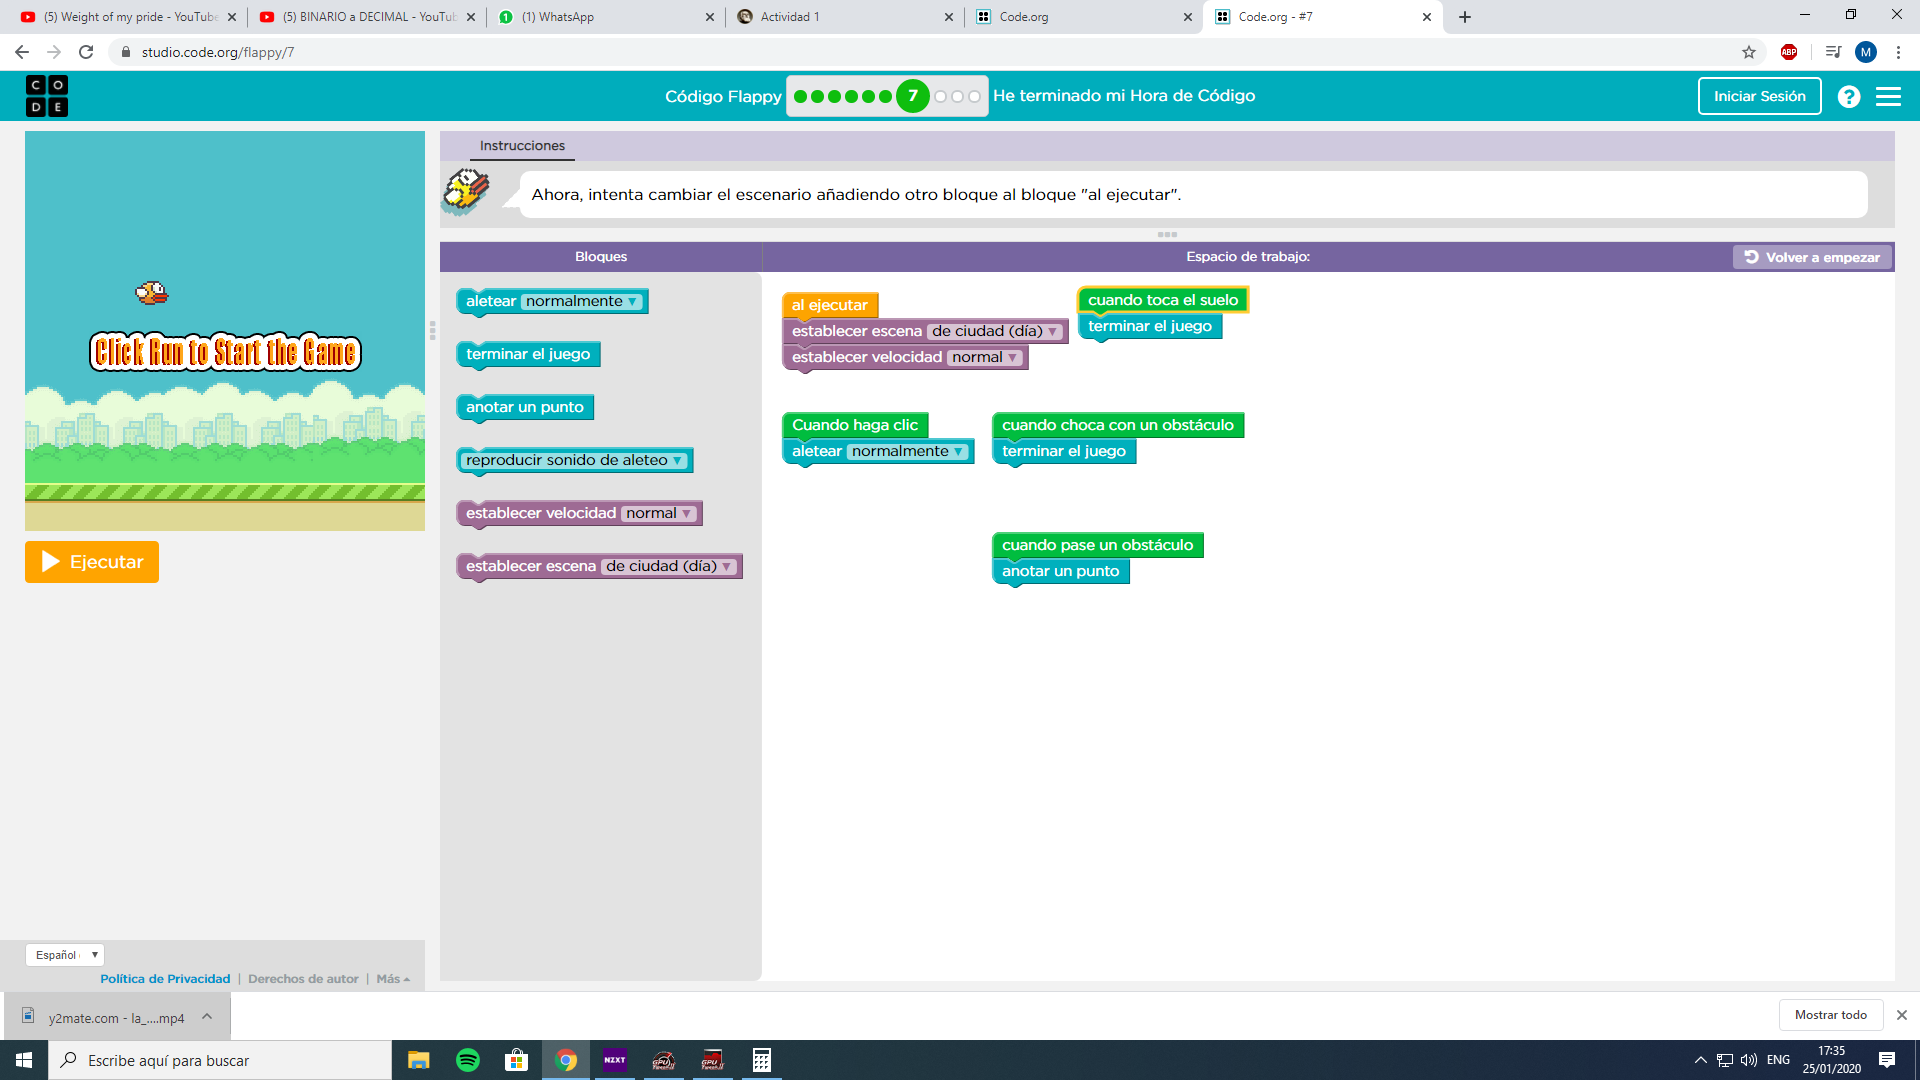 (5) Weight of my pride - YouTube
(5) BINARIO a DECIMAL - YouTub
(1) WhatsApp
Actividad 1
Code.org
Code.org - #7
studio.code.org/flappy/7
ABP
M
C O D E
Código Flappy
7
He terminado mi Hora de Código
Iniciar Sesión
?
Instrucciones
Ahora, intenta cambiar el escenario añadiendo otro bloque al bloque "al ejecutar".
Click Run to Start the Game
Ejecutar
Bloques
Espacio de trabajo:
Volver a empezar
aletear normalmente
terminar el juego
anotar un punto
reproducir sonido de aleteo
establecer velocidad normal
establecer escena de ciudad (día)
al ejecutar
establecer escena de ciudad (día)
establecer velocidad normal
cuando toca el suelo
terminar el juego
Cuando haga clic
aletear normalmente
cuando choca con un obstáculo
terminar el juego
cuando pase un obstáculo
anotar un punto
Español
Política de Privacidad | Derechos de autor | Más
y2mate.com - la_....mp4
Mostrar todo
Escribe aquí para buscar
NZXT
ENG
17:35
25/01/2020